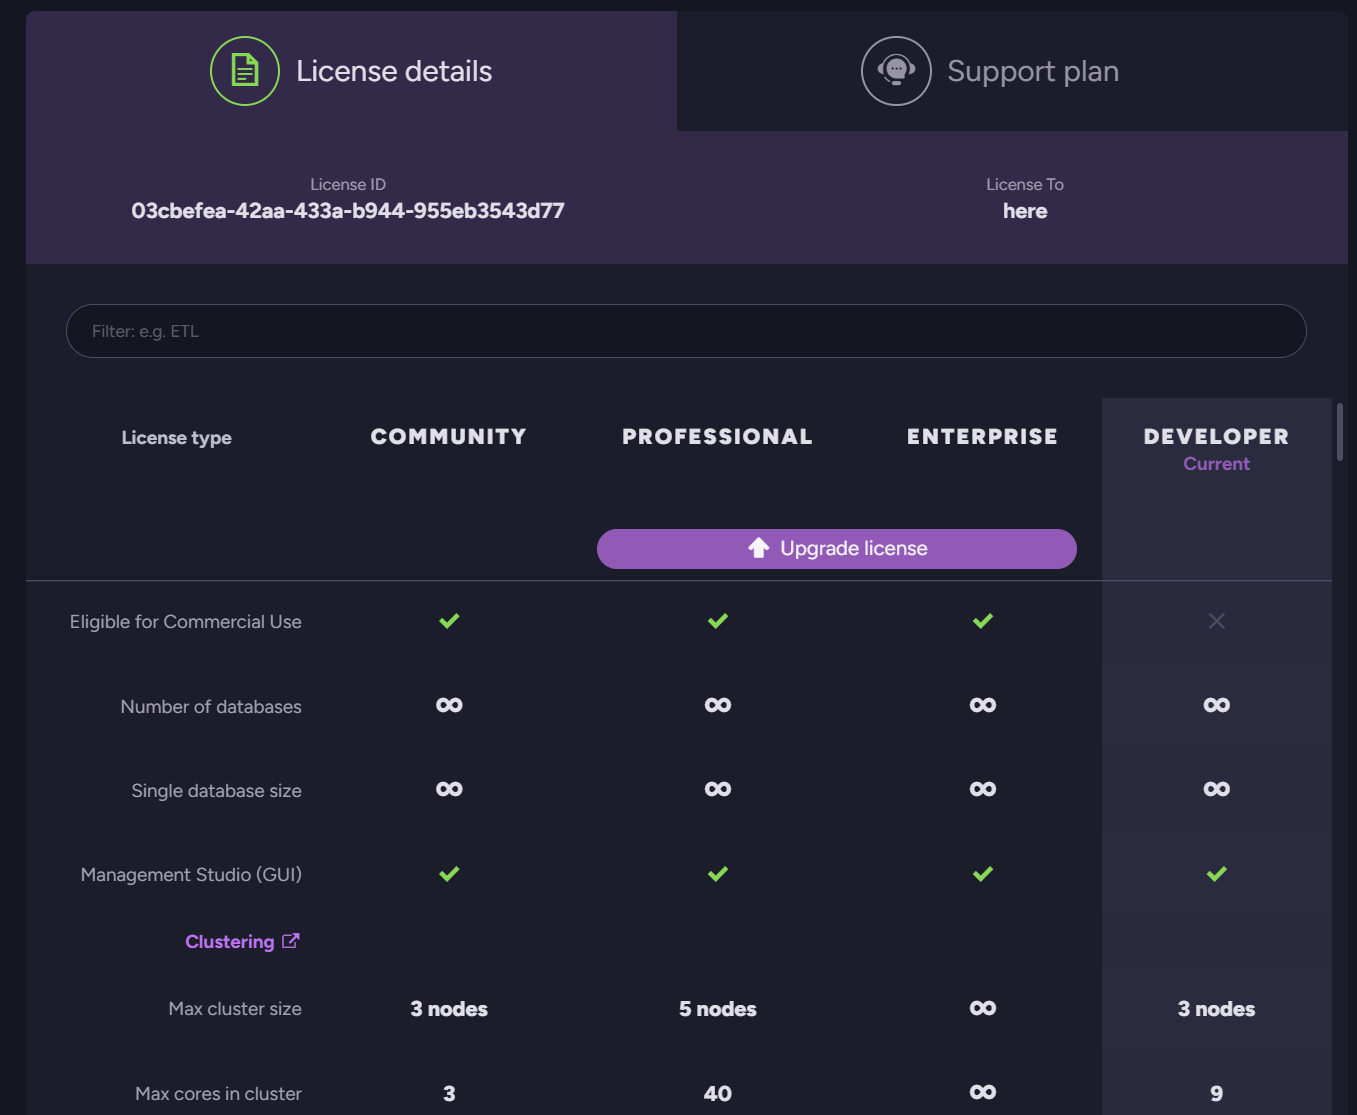 License details
Support plan
License ID
License To
03cbefea-42aa-433a-b944-955eb3543d77
here
Filter: e.g. ETL
License type COMMUNITY PROFESSIONAL ENTERPRISE DEVELOPER
Current
Upgrade license
Eligible for Commercial Use
Number of databases ∞ ∞ ∞ ∞
Single database size ∞ ∞ ∞ ∞
Management Studio (GUI)
Clustering
Max cluster size 3 nodes 5 nodes ∞ 3 nodes
Max cores in cluster 3 40 ∞ 9